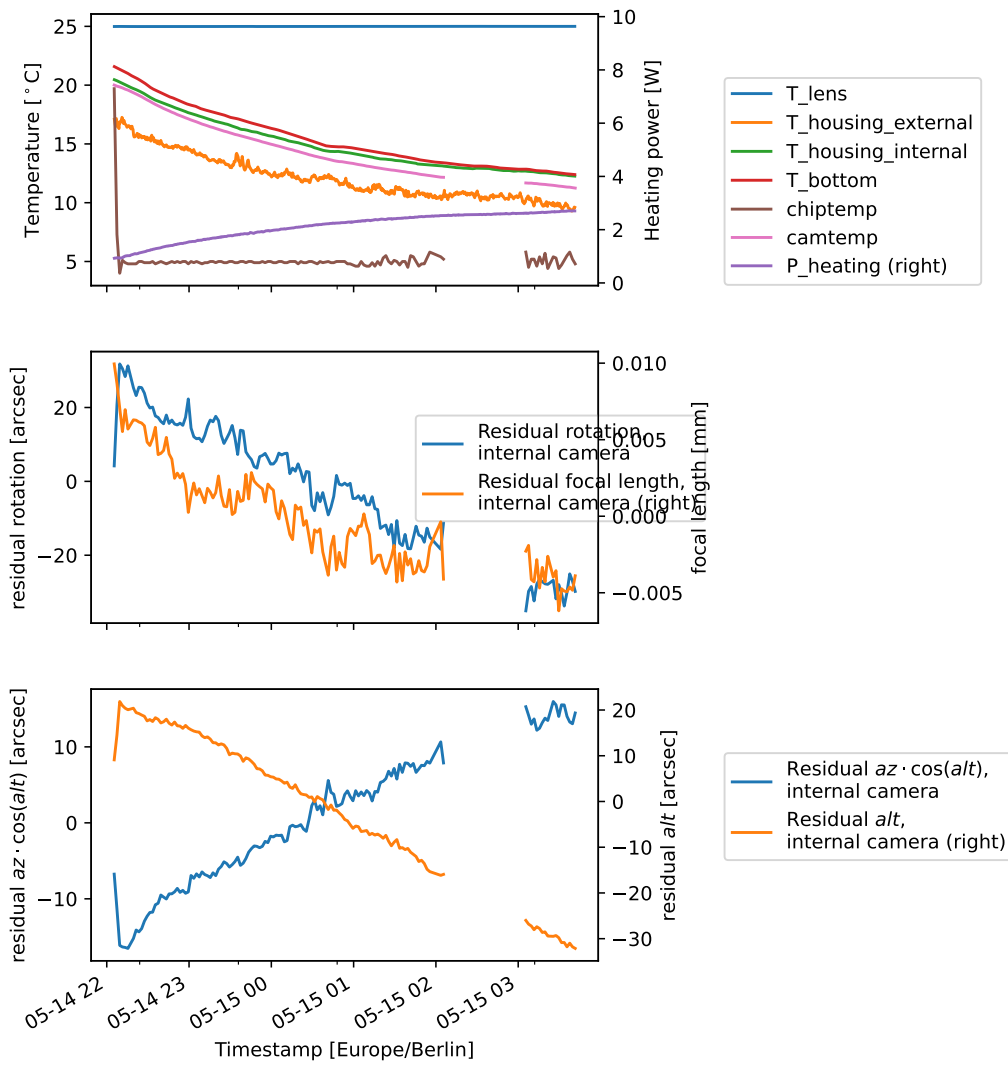 25
20
15
10
5
Temperature [°C]
10
8
6
4
2
0
Heating power [W]
T_lens
T_housing_external
T_housing_internal
T_bottom
chiptemp
camtemp
P_heating (right)
20
0
−20
residual rotation [arcsec]
0.010
0.005
0.000
−0.005
focal length [mm]
Residual rotation,
internal camera
Residual focal length,
internal camera (right)
10
0
−10
residual az · cos(alt) [arcsec]
20
10
0
−10
−20
−30
residual alt [arcsec]
Residual az · cos(alt),
internal camera
Residual alt,
internal camera (right)
05-14 22
05-14 23
05-15 00
05-15 01
05-15 02
05-15 03
Timestamp [Europe/Berlin]